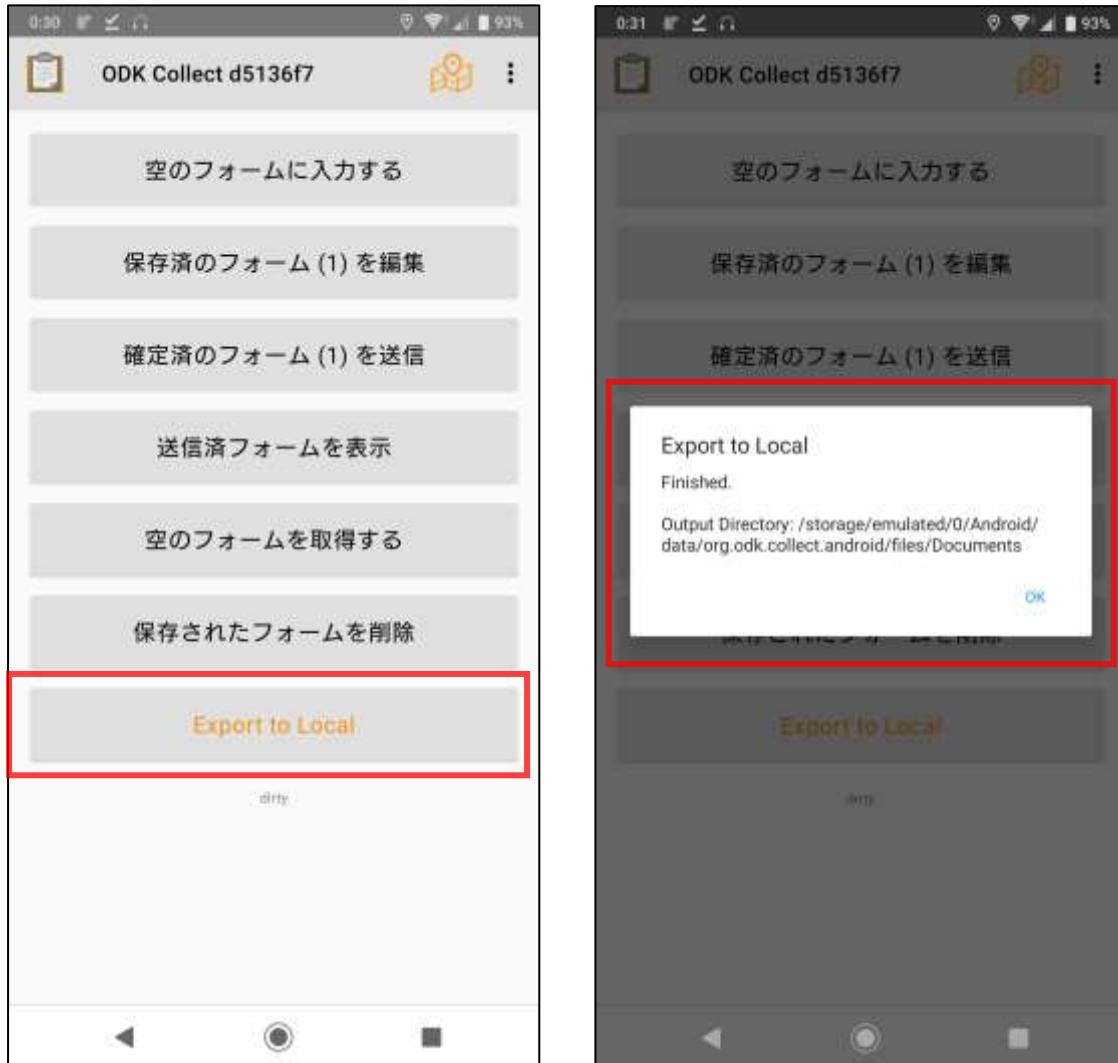 0:30
93%
ODK Collect d5136f7
空のフォームに入力する
保存済のフォーム (1) を編集
確定済のフォーム (1) を送信
送信済フォームを表示
空のフォームを取得する
保存されたフォームを削除
Export to Local
dirty
0:31
93%
ODK Collect d5136f7
空のフォームに入力する
保存済のフォーム (1) を編集
確定済のフォーム (1) を送信
Export to Local
Finished.
Output Directory: /storage/emulated/0/Android/
data/org.odk.collect.android/files/Documents
OK
Export to Local
dirty